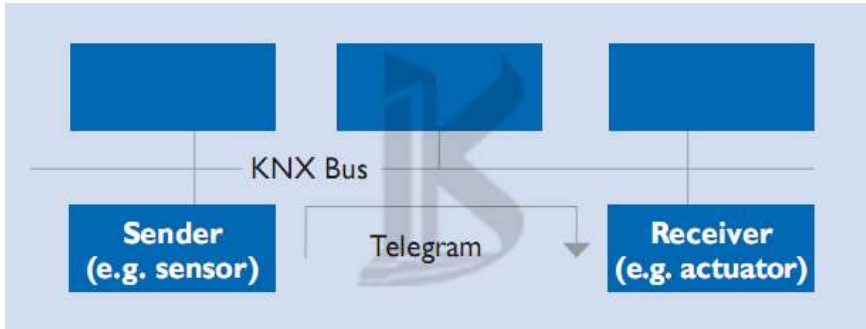 KNX Bus
Sender
(e.g. sensor)
Telegram
Receiver
(e.g. actuator)